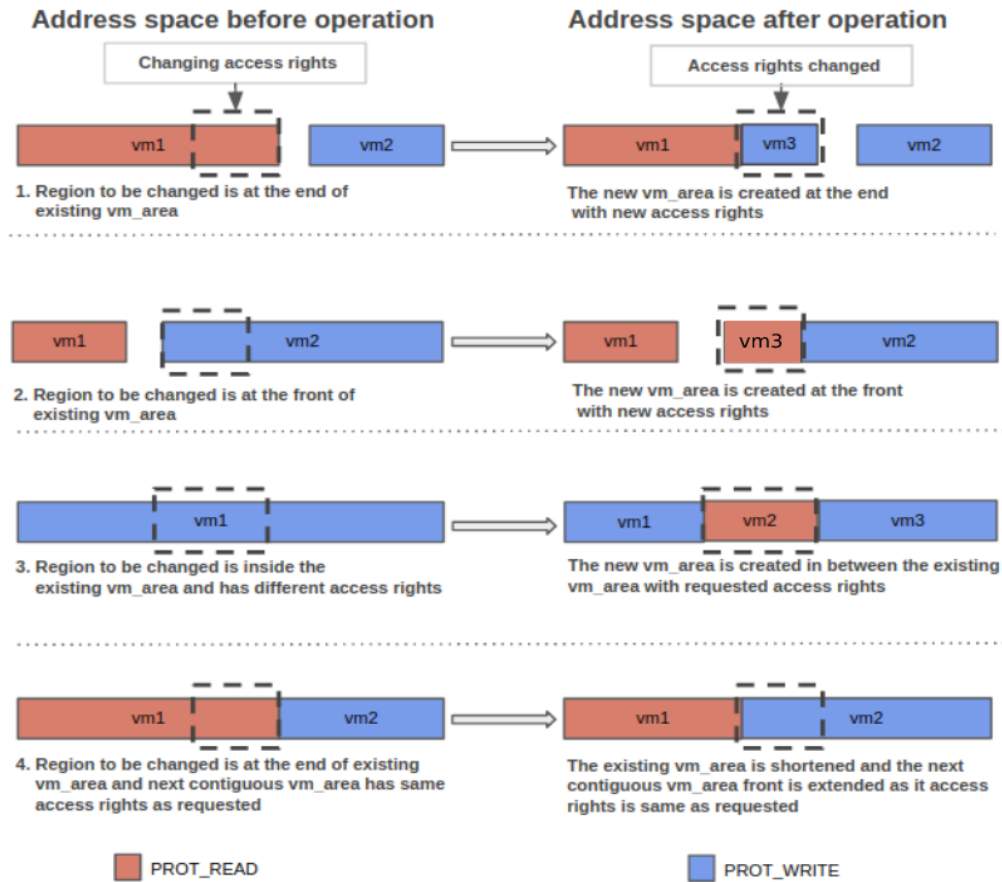 Address space before operation
Address space after operation
Changing access rights
Access rights changed
vm1
vm2
vm1
vm3
vm2
1. Region to be changed is at the end of
existing vm_area
The new vm_area is created at the end
with new access rights
vm1
vm2
vm1
vm3
vm2
2. Region to be changed is at the front of
existing vm_area
The new vm_area is created at the front
with new access rights
vm1
vm1
vm2
vm3
3. Region to be changed is inside the
existing vm_area and has different access rights
The new vm_area is created in between the existing
vm_area with requested access rights
vm1
vm2
vm1
vm2
4. Region to be changed is at the end of existing
vm_area and next contiguous vm_area has same
access rights as requested
The existing vm_area is shortened and the next
contiguous vm_area front is extended as it access
rights is same as requested
PROT_READ
PROT_WRITE